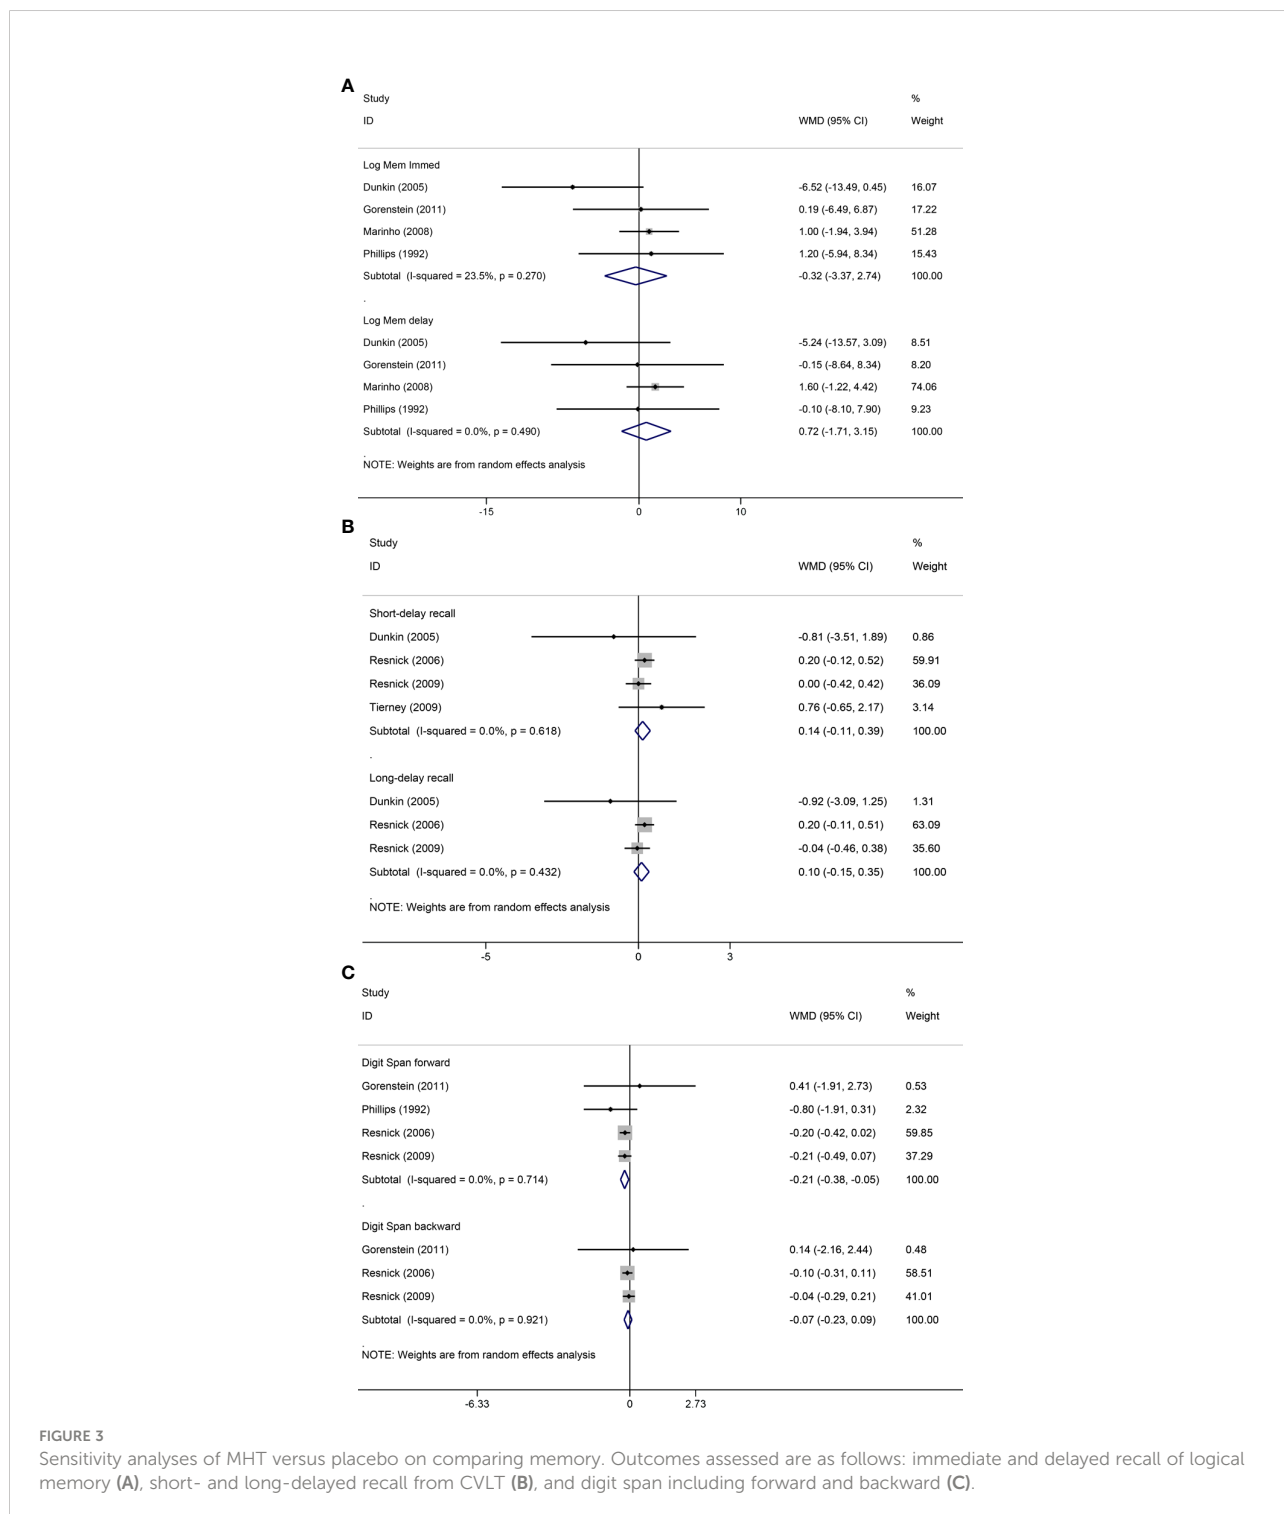 A
Study %
ID WMD (95% CI) Weight
Log Mem Immed
Dunkin (2005) -6.52 (-13.49, 0.45) 16.07
Gorenstein (2011) 0.19 (-6.49, 6.87) 17.22
Marinho (2008) 1.00 (-1.94, 3.94) 51.28
Phillips (1992) 1.20 (-5.94, 8.34) 15.43
Subtotal (I-squared = 23.5%, p = 0.270) -0.32 (-3.37, 2.74) 100.00
.
Log Mem delay
Dunkin (2005) -5.24 (-13.57, 3.09) 8.51
Gorenstein (2011) -0.15 (-8.64, 8.34) 8.20
Marinho (2008) 1.60 (-1.22, 4.42) 74.06
Phillips (1992) -0.10 (-8.10, 7.90) 9.23
Subtotal (I-squared = 0.0%, p = 0.490) 0.72 (-1.71, 3.15) 100.00
.
NOTE: Weights are from random effects analysis
-15 0 10
B
Study %
ID WMD (95% CI) Weight
Short-delay recall
Dunkin (2005) -0.81 (-3.51, 1.89) 0.86
Resnick (2006) 0.20 (-0.12, 0.52) 59.91
Resnick (2009) 0.00 (-0.42, 0.42) 36.09
Tierney (2009) 0.76 (-0.65, 2.17) 3.14
Subtotal (I-squared = 0.0%, p = 0.618) 0.14 (-0.11, 0.39) 100.00
.
Long-delay recall
Dunkin (2005) -0.92 (-3.09, 1.25) 1.31
Resnick (2006) 0.20 (-0.11, 0.51) 63.09
Resnick (2009) -0.04 (-0.46, 0.38) 35.60
Subtotal (I-squared = 0.0%, p = 0.432) 0.10 (-0.15, 0.35) 100.00
.
NOTE: Weights are from random effects analysis
-5 0 3
C
Study %
ID WMD (95% CI) Weight
Digit Span forward
Gorenstein (2011) 0.41 (-1.91, 2.73) 0.53
Phillips (1992) -0.80 (-1.91, 0.31) 2.32
Resnick (2006) -0.20 (-0.42, 0.02) 59.85
Resnick (2009) -0.21 (-0.49, 0.07) 37.29
Subtotal (I-squared = 0.0%, p = 0.714) -0.21 (-0.38, -0.05) 100.00
.
Digit Span backward
Gorenstein (2011) 0.14 (-2.16, 2.44) 0.48
Resnick (2006) -0.10 (-0.31, 0.11) 58.51
Resnick (2009) -0.04 (-0.29, 0.21) 41.01
Subtotal (I-squared = 0.0%, p = 0.921) -0.07 (-0.23, 0.09) 100.00
.
NOTE: Weights are from random effects analysis
-6.33 0 2.73
FIGURE 3
Sensitivity analyses of MHT versus placebo on comparing memory. Outcomes assessed are as follows: immediate and delayed recall of logical
memory (A), short- and long-delayed recall from CVLT (B), and digit span including forward and backward (C).